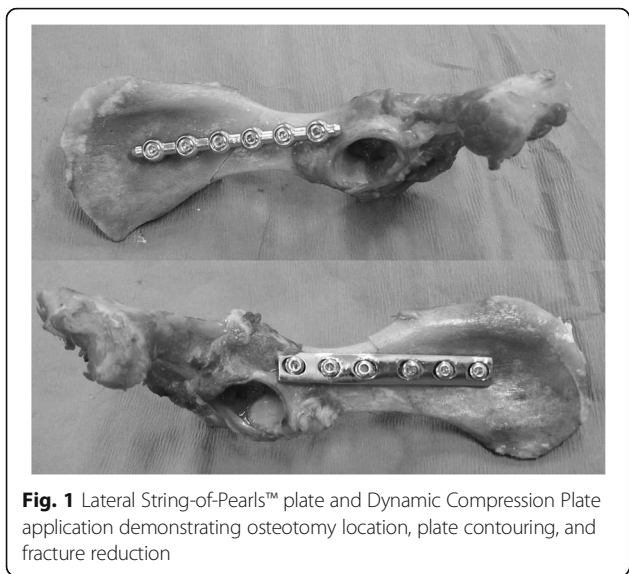 Fig. 1 Lateral String-of-Pearls™ plate and Dynamic Compression Plate
application demonstrating osteotomy location, plate contouring, and
fracture reduction